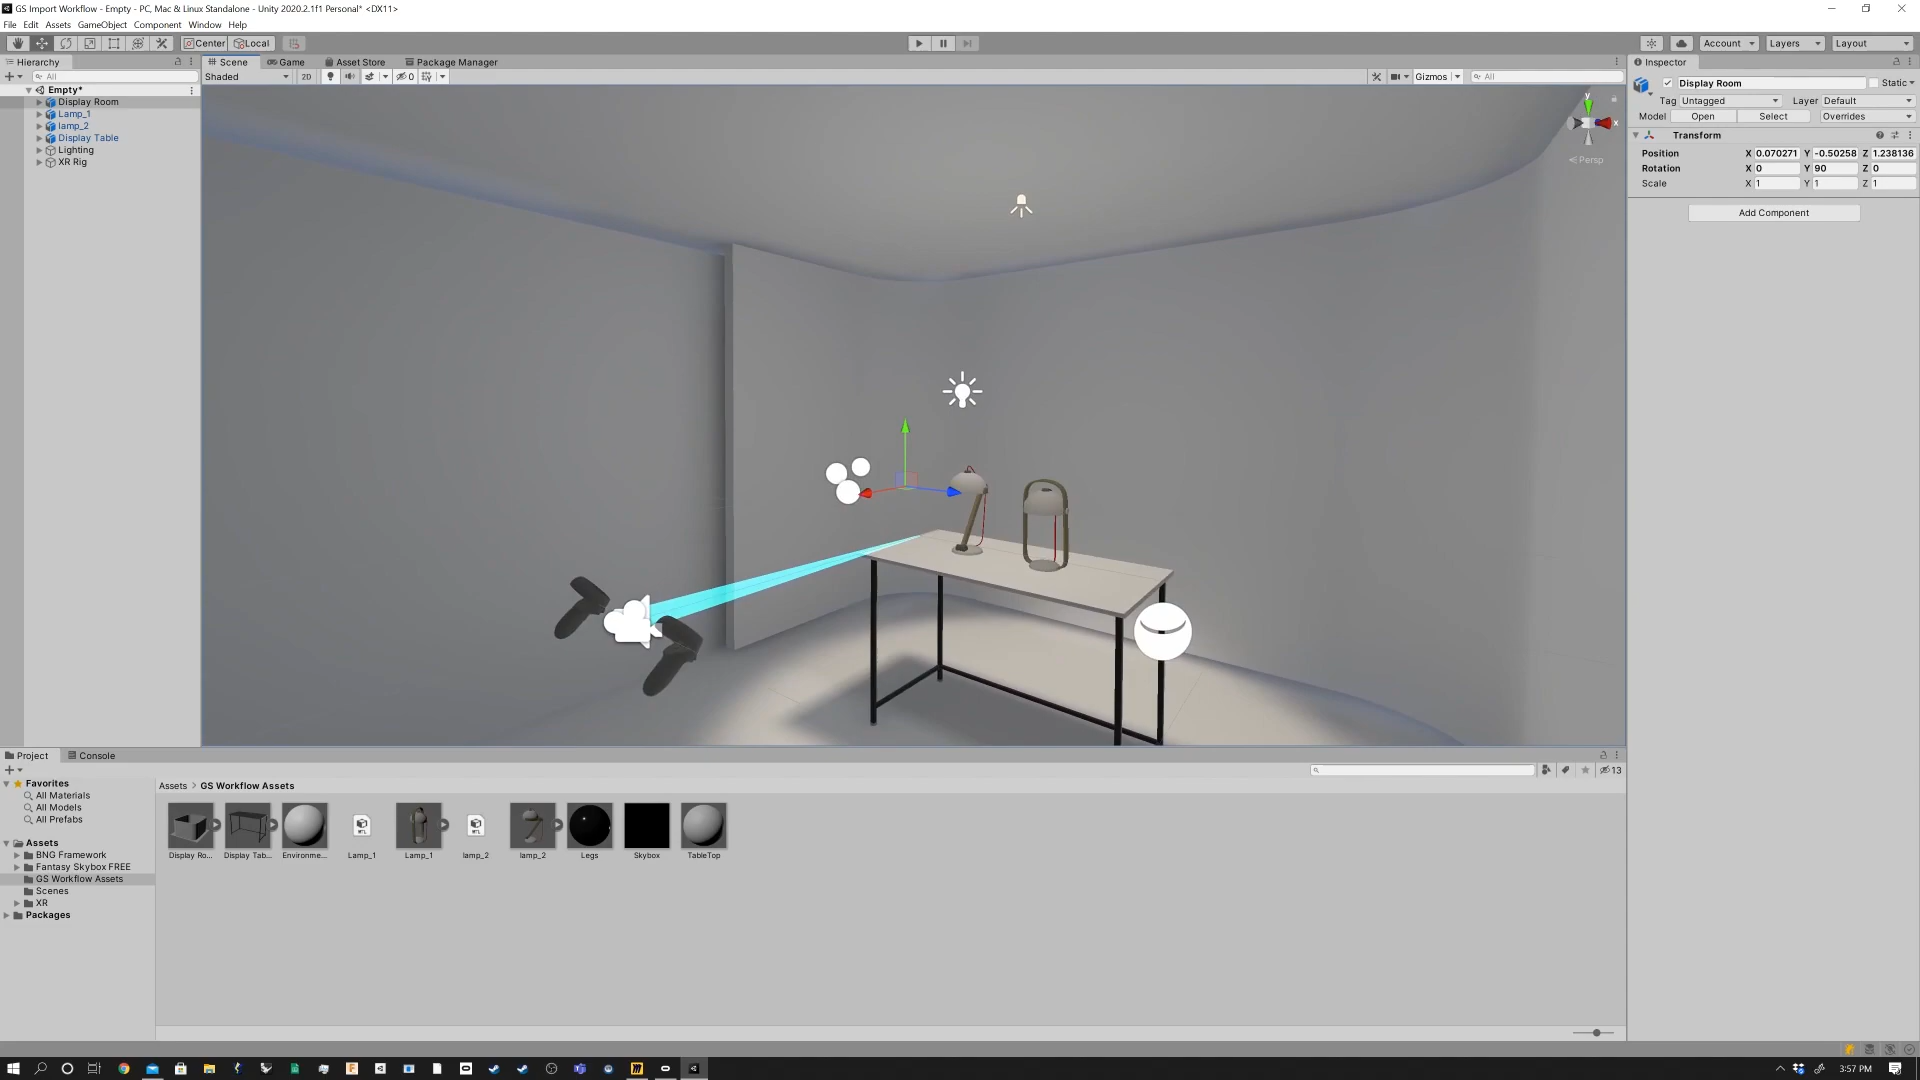 GS Import Workflow - Empty - PC, Mac & Linux Standalone - Unity 2020.2.1f1 Personal* <DX11>
File Edit Assets GameObject Component Window Help
Center Local Account Layers Layout
Hierarchy
All
Empty*
Display Room
Lamp_1
lamp_2
Display Table
Lighting
XR Rig
Scene Game Asset Store Package Manager
Shaded 2D 0 Gizmos All
y
x
Persp
Inspector
Display Room Static
Tag Untagged Layer Default
Model Open Select Overrides
Transform
Position X 0.070271 Y -0.50258 Z 1.238136
Rotation X 0 Y 90 Z 0
Scale X 1 Y 1 Z 1
Add Component
Project Console
13
Favorites
All Materials
All Models
All Prefabs
Assets
BNG Framework
Fantasy Skybox FREE
GS Workflow Assets
Scenes
XR
Packages
Assets > GS Workflow Assets
Display Ro... Display Tab... Environme... Lamp_1 Lamp_1 lamp_2 lamp_2 Legs Skybox TableTop
3:57 PM